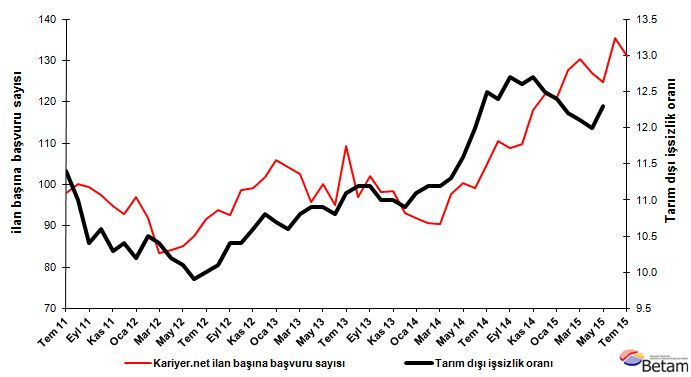 140
130
120
110
100
90
80
70
ilan başına başvuru sayısı
13.5
13.0
12.5
12.0
11.5
11.0
10.5
10.0
9.5
Tarım dışı işsizlik oranı
Tem 11
Eyl 11
Kas 11
Oca 12
Mar 12
May 12
Tem 12
Eyl 12
Kas 12
Oca 13
Mar 13
May 13
Tem 13
Eyl 13
Kas 13
Oca 14
Mar 14
May 14
Tem 14
Eyl 14
Kas 14
Oca 15
Mar 15
May 15
Tem 15
Kariyer.net ilan başına başvuru sayısı
Tarım dışı işsizlik oranı
Betam